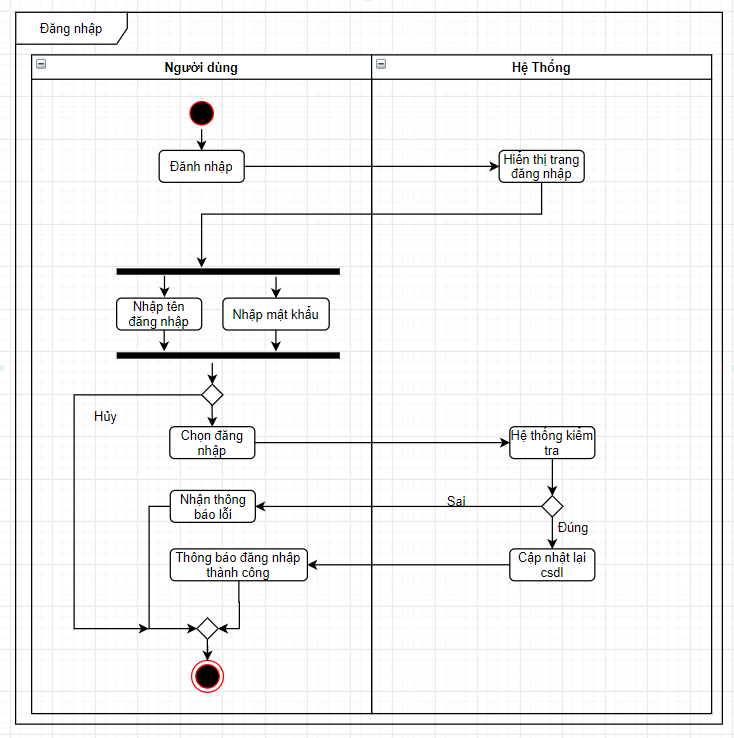 Đăng nhập
Người dùng
Hệ Thống
Đănh nhập
Hiển thị trang
đăng nhập
Nhập tên
đăng nhập
Nhập mật khẩu
Hủy
Chọn đăng
nhập
Hệ thống kiểm
tra
Nhận thông
báo lỗi
Sai
Đúng
Thông báo đăng nhập
thành công
Cập nhật lại
csdl